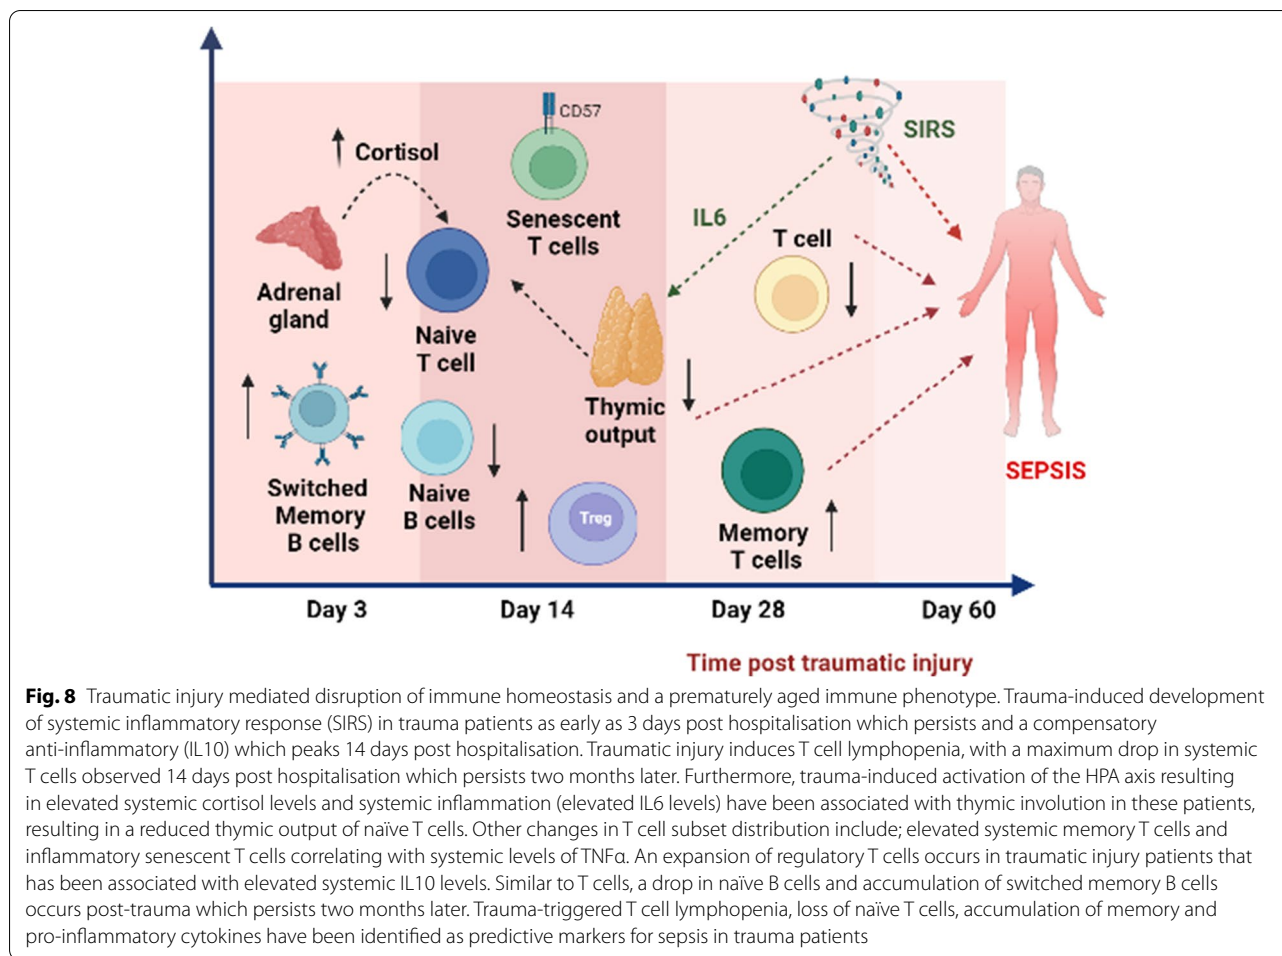 CD57
SIRS
Cortisol
IL6
Senescent
T cells
T cell
Adrenal
gland
Naive
T cell
Thymic
output
SEPSIS
Switched
Memory
B cells
Naive
B cells
Treg
Memory
T cells
Day 3
Day 14
Day 28
Day 60
Time post traumatic injury
Fig. 8 Traumatic injury mediated disruption of immune homeostasis and a prematurely aged immune phenotype. Trauma-induced development
of systemic inflammatory response (SIRS) in trauma patients as early as 3 days post hospitalisation which persists and a compensatory
anti-inflammatory (IL10) which peaks 14 days post hospitalisation. Traumatic injury induces T cell lymphopenia, with a maximum drop in systemic
T cells observed 14 days post hospitalisation which persists two months later. Furthermore, trauma-induced activation of the HPA axis resulting
in elevated systemic cortisol levels and systemic inflammation (elevated IL6 levels) have been associated with thymic involution in these patients,
resulting in a reduced thymic output of naïve T cells. Other changes in T cell subset distribution include; elevated systemic memory T cells and
inflammatory senescent T cells correlating with systemic levels of TNFα. An expansion of regulatory T cells occurs in traumatic injury patients that
has been associated with elevated systemic IL10 levels. Similar to T cells, a drop in naïve B cells and accumulation of switched memory B cells
occurs post-trauma which persists two months later. Trauma-triggered T cell lymphopenia, loss of naïve T cells, accumulation of memory and
pro-inflammatory cytokines have been identified as predictive markers for sepsis in trauma patients